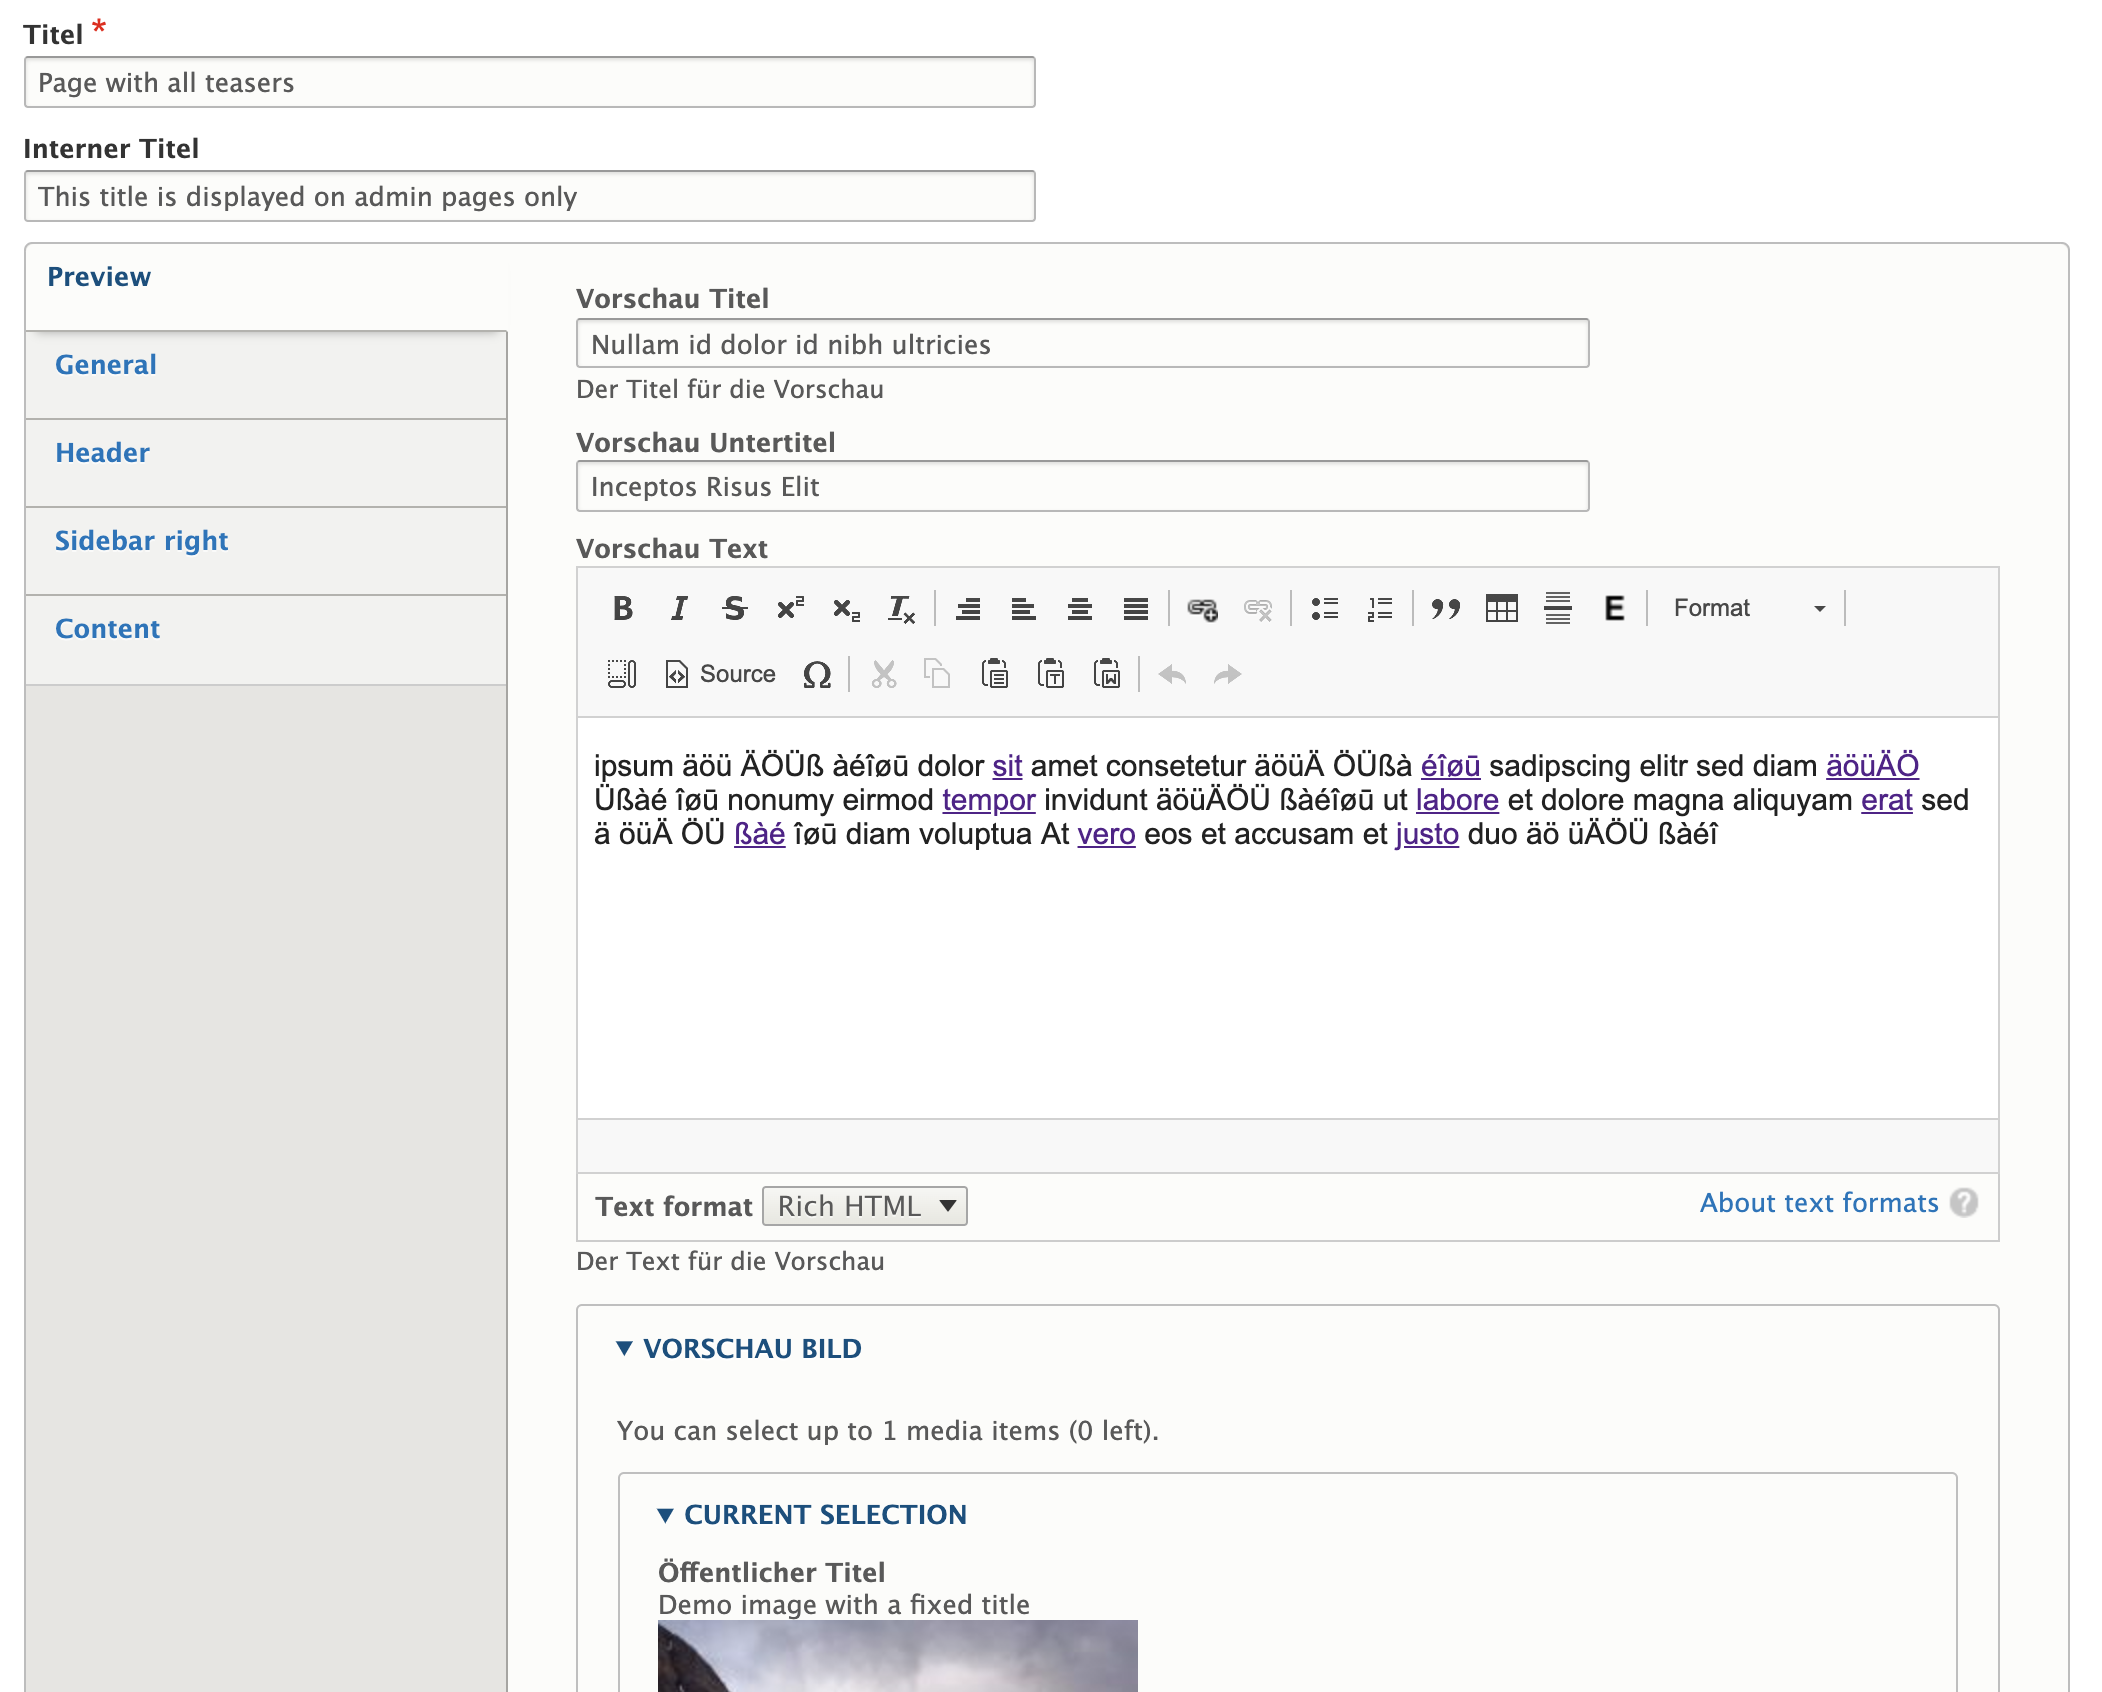 Titel *
Page with all teasers
Interner Titel
This title is displayed on admin pages only
Preview
General
Header
Sidebar right
Content
Vorschau Titel
Nullam id dolor id nibh ultricies
Der Titel für die Vorschau
Vorschau Untertitel
Inceptos Risus Elit
Vorschau Text
Format
Source
ipsum äöü ÄÖÜß àéîøū dolor sit amet consetetur äöüÄ ÖÜßà éîøū sadipscing elitr sed diam äöüÄÖ
Üßàé îøū nonumy eirmod tempor invidunt äöüÄÖÜ ßàéîøū ut labore et dolore magna aliquyam erat sed
ä öüÄ ÖÜ ßàé îøū diam voluptua At vero eos et accusam et justo duo äö üÄÖÜ ßàéî
Text format Rich HTML
About text formats ?
Der Text für die Vorschau
VORSCHAU BILD
You can select up to 1 media items (0 left).
CURRENT SELECTION
Öffentlicher Titel
Demo image with a fixed title